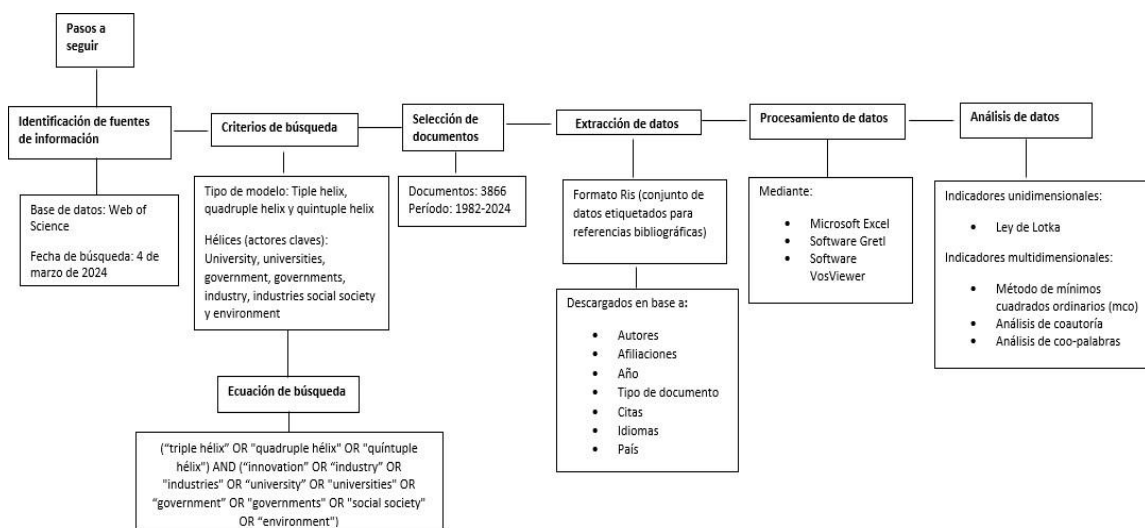 Pasos a
seguir
Identificación de fuentes
de información
Criterios de búsqueda
Selección de
documentos
Extracción de datos
Procesamiento de datos
Análisis de datos
Base de datos: Web of
Science
Fecha de búsqueda: 4 de
marzo de 2024
Tipo de modelo: Tiple helix,
quadruple helix y quintuple helix
Hélices (actores claves):
University, universities,
government, governments,
industry, industries social society
y environment
Ecuación de búsqueda
("triple hélix" OR "quadruple hélix" OR "quíntuple
hélix") AND ("innovation" OR "industry" OR
"industries" OR "university" OR "universities" OR
"government" OR "governments" OR "social society"
OR "environment")
Documentos: 3866
Período: 1982-2024
Formato Ris (conjunto de
datos etiquetados para
referencias bibliográficas)
Descargados en base a:
• Autores
• Afiliaciones
• Año
• Tipo de documento
• Citas
• Idiomas
• País
Mediante:
• Microsoft Excel
• Software Gretl
• Software
VosViewer
Indicadores unidimensionales:
• Ley de Lotka
Indicadores multidimensionales:
• Método de mínimos
cuadrados ordinarios (mco)
• Análisis de coautoría
• Análisis de coo-palabras